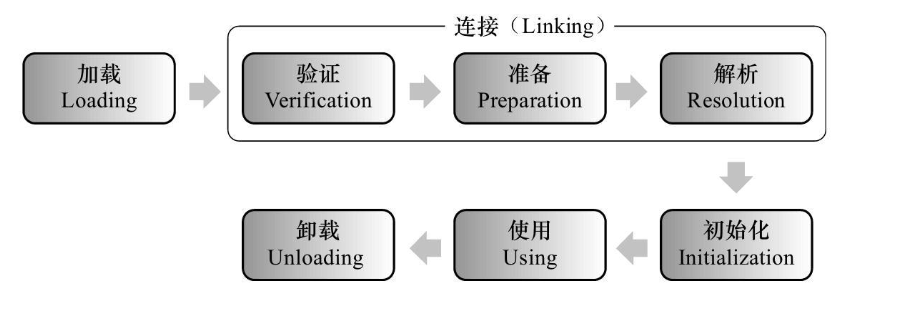 连接（Linking）
加载
Loading
验证
Verification
准备
Preparation
解析
Resolution
初始化
Initialization
使用
Using
卸载
Unloading